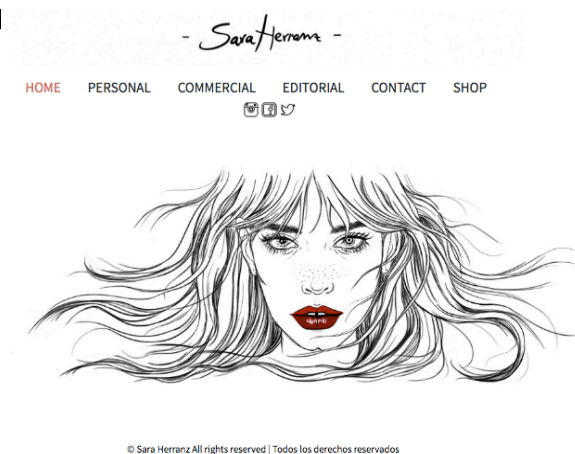 - Sara Herranz -
HOME PERSONAL COMMERCIAL EDITORIAL CONTACT SHOP
© Sara Herranz All rights reserved | Todos los derechos reservados